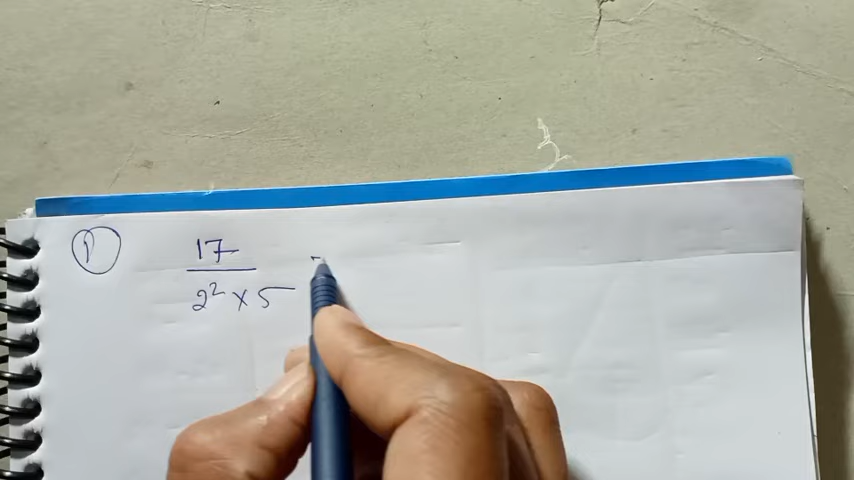 ① 17
2² × 5